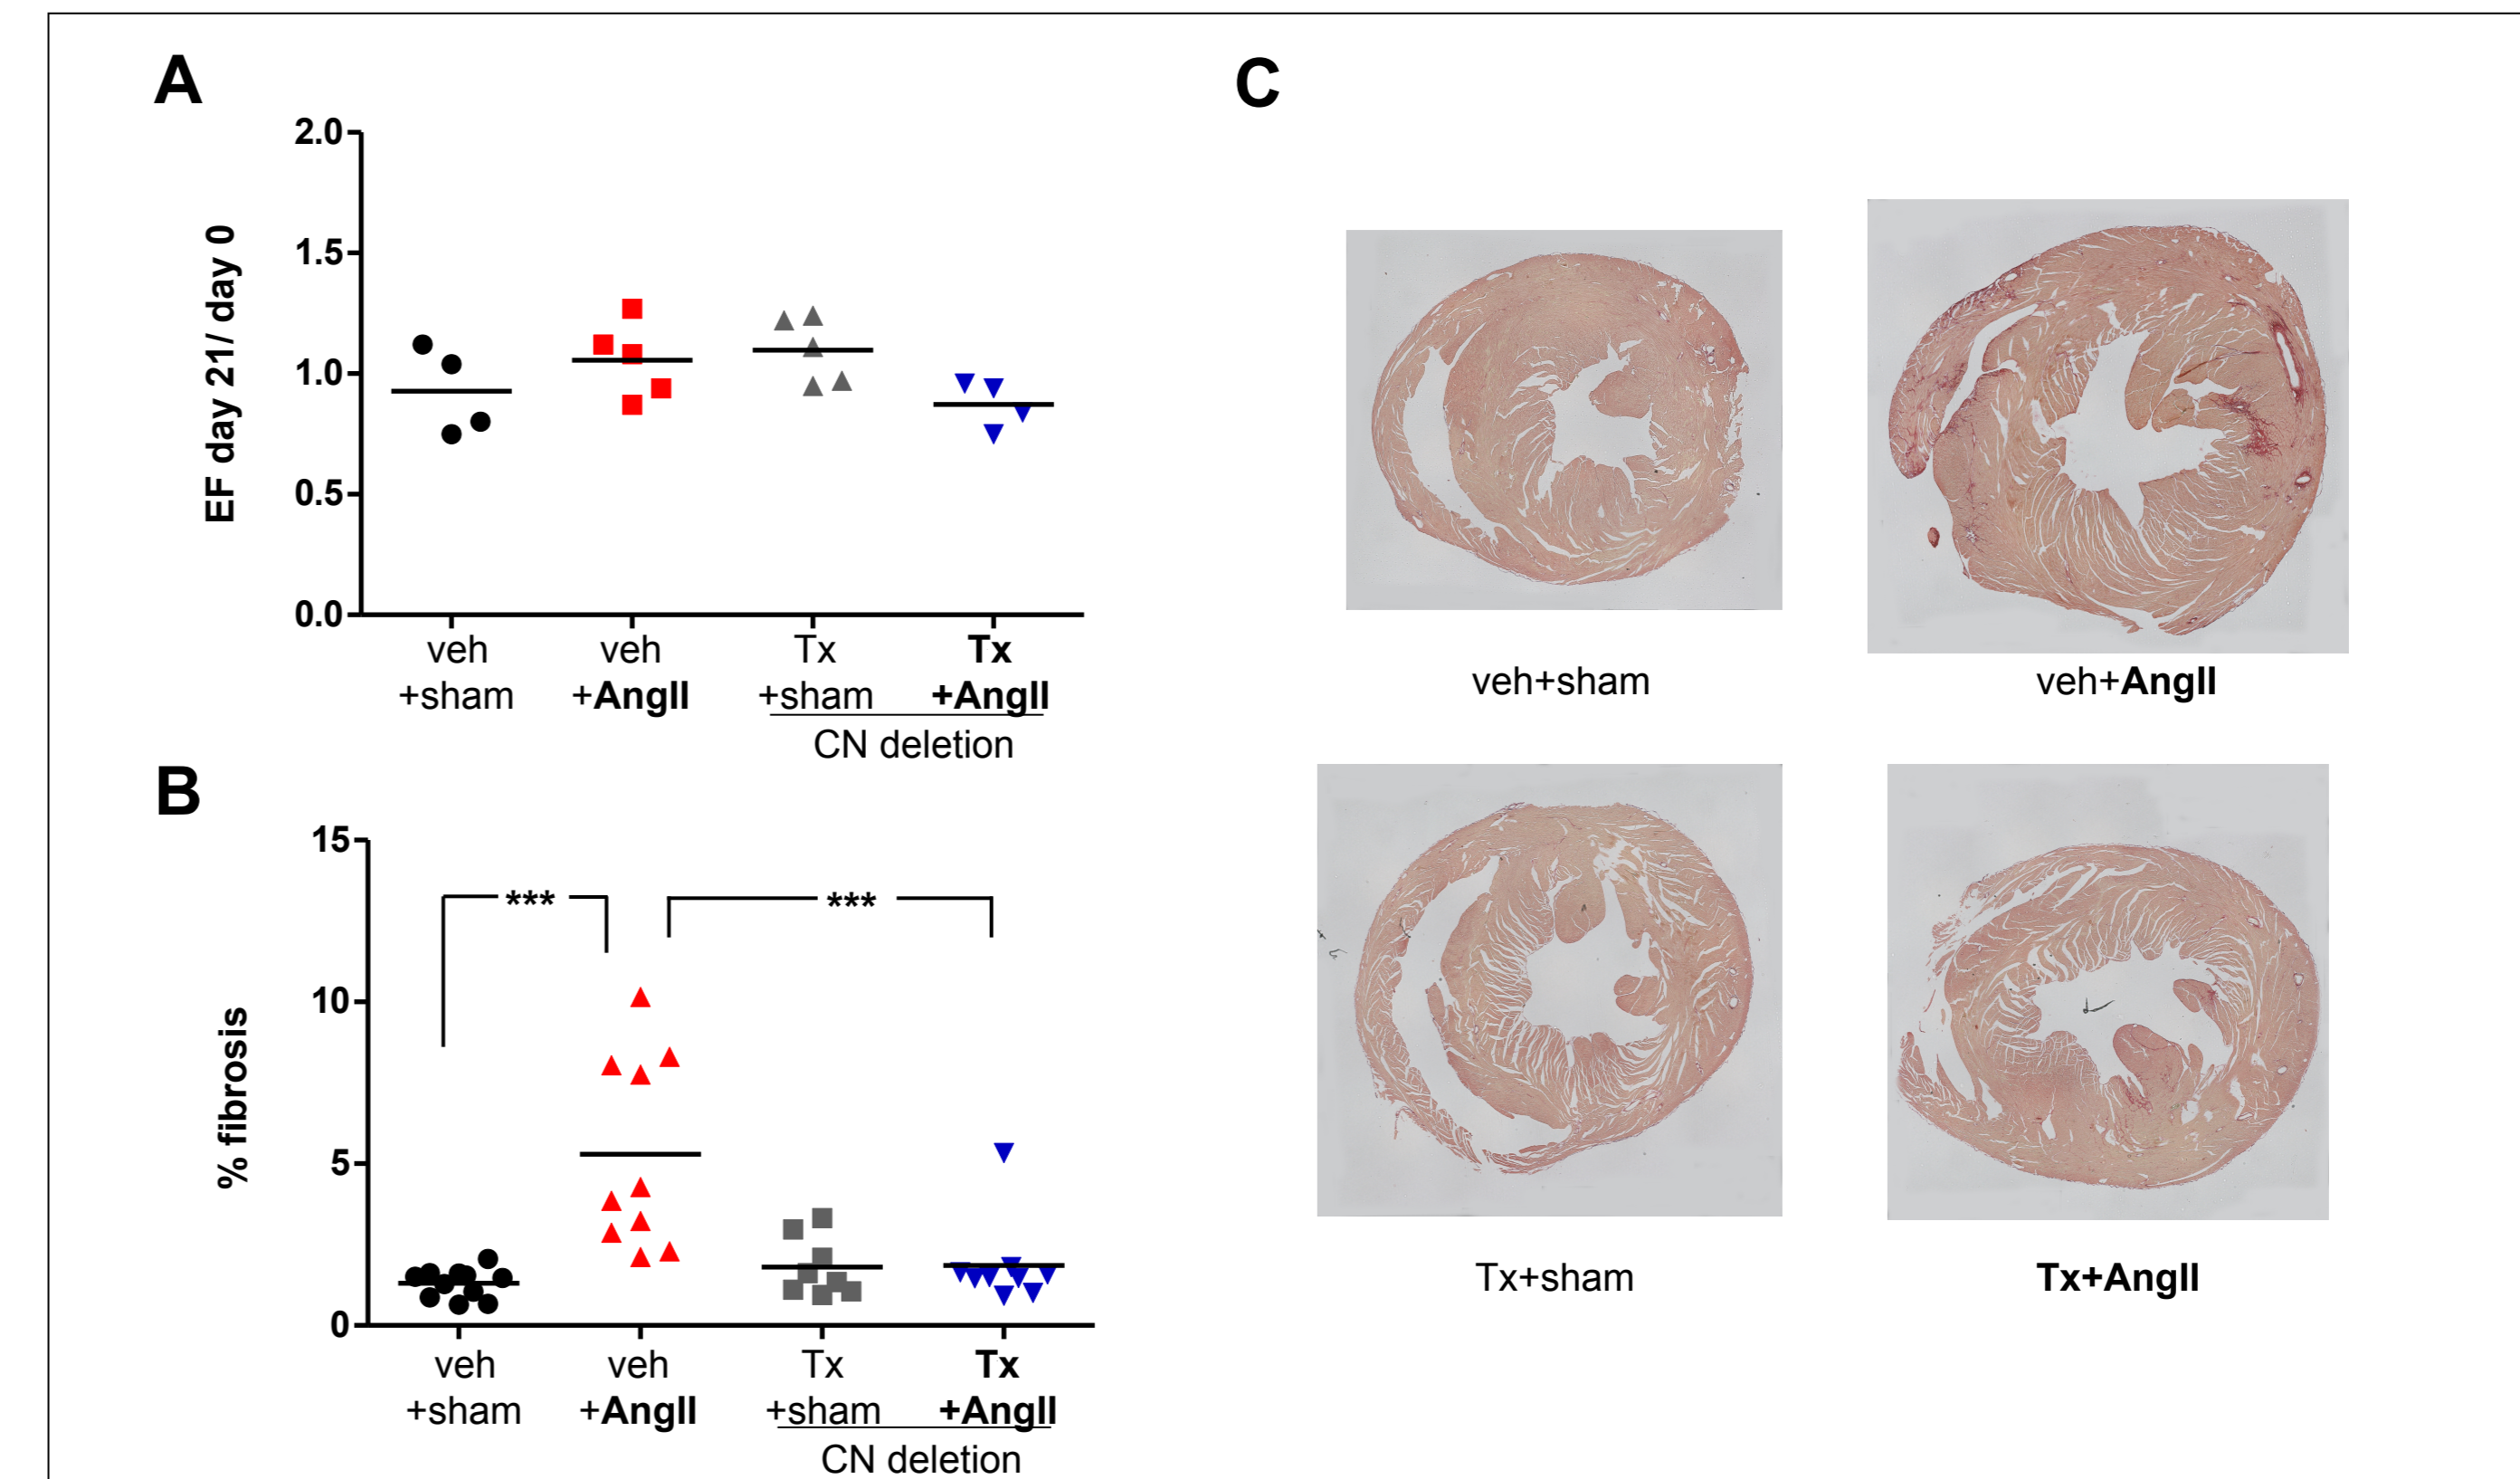 A
EF day 21/ day 0
2.0
1.5
1.0
0.5
0.0
veh
+sham
veh
+AngII
Tx
+sham
Tx
+AngII
CN deletion
B
% fibrosis
15
10
5
0
***
***
veh
+sham
veh
+AngII
Tx
+sham
Tx
+AngII
CN deletion
C
veh+sham
veh+AngII
Tx+sham
Tx+AngII